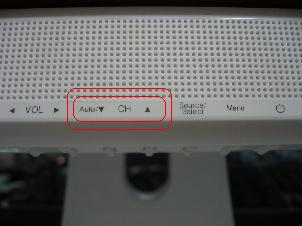 ◄ VOL ► Auto/▼ CH ▲ Source/ Menu
Select